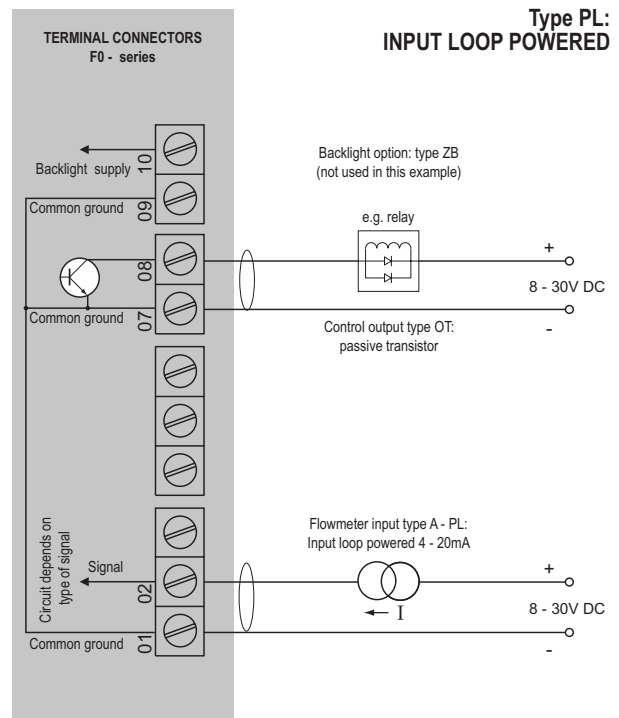 Type PL:
INPUT LOOP POWERED
TERMINAL CONNECTORS
F0 - series
Backlight supply
10
Backlight option: type ZB
(not used in this example)
Common ground
09
e.g. relay
08
+
8 - 30V DC
-
Common ground
07
Control output type OT:
passive transistor
Flowmeter input type A - PL:
Input loop powered 4 - 20mA
Circuit depends on
type of signal
Signal
02
I
+
8 - 30V DC
-
Common ground
01